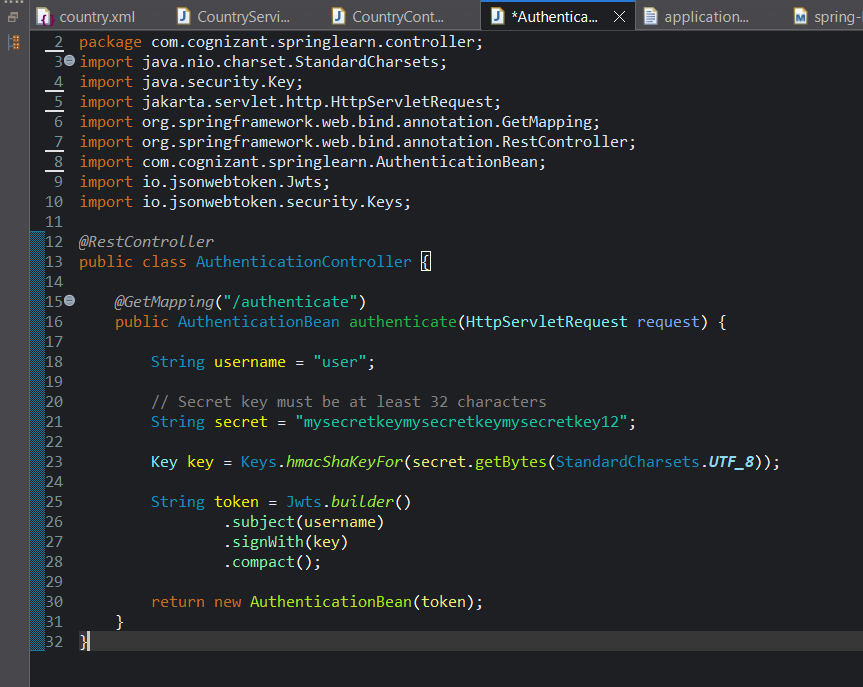 country.xml
CountryServi...
CountryCont...
*Authentica...
application...
spring-
2 package com.cognizant.springlearn.controller;
3 import java.nio.charset.StandardCharsets;
4 import java.security.Key;
5 import jakarta.servlet.http.HttpServletRequest;
6 import org.springframework.web.bind.annotation.GetMapping;
7 import org.springframework.web.bind.annotation.RestController;
8 import com.cognizant.springlearn.AuthenticationBean;
9 import io.jsonwebtoken.Jwts;
10 import io.jsonwebtoken.security.Keys;
11
12 @RestController
13 public class AuthenticationController {
14
15 @GetMapping("/authenticate")
16 public AuthenticationBean authenticate(HttpServletRequest request) {
17
18 String username = "user";
19
20 // Secret key must be at least 32 characters
21 String secret = "mysecretkeymysecretkeymysecretkey12";
22
23 Key key = Keys.hmacShaKeyFor(secret.getBytes(StandardCharsets.UTF_8));
24
25 String token = Jwts.builder()
26 .subject(username)
27 .signWith(key)
28 .compact();
29
30 return new AuthenticationBean(token);
31 }
32 }